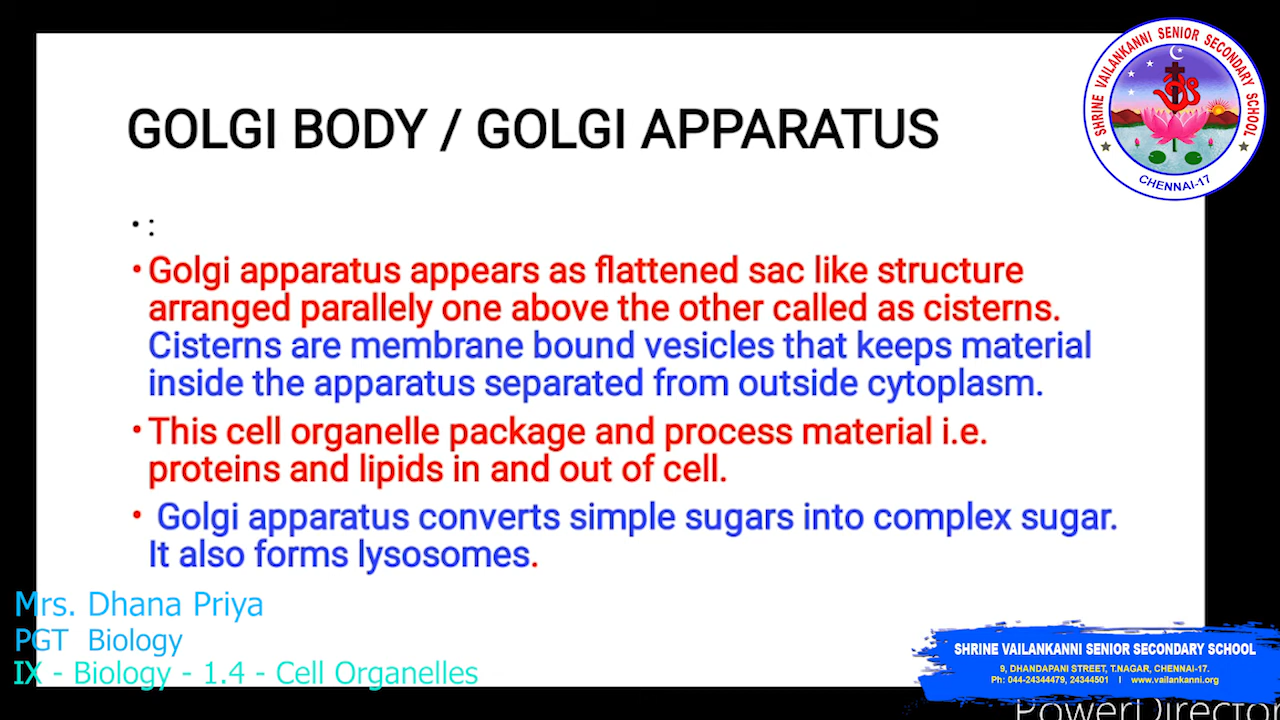 GOLGI BODY / GOLGI APPARATUS
• :
• Golgi apparatus appears as flattened sac like structure
arranged parallely one above the other called as cisterns.
Cisterns are membrane bound vesicles that keeps material
inside the apparatus separated from outside cytoplasm.
• This cell organelle package and process material i.e.
proteins and lipids in and out of cell.
• Golgi apparatus converts simple sugars into complex sugar.
It also forms lysosomes.
Mrs. Dhana Priya
PGT Biology
IX - Biology - 1.4 - Cell Organelles
SHRINE VAILANKANNI SENIOR SECONDARY SCHOOL
CHENNAI-17
SHRINE VAILANKANNI SENIOR SECONDARY SCHOOL
9, DHANDAPANI STREET, T.NAGAR, CHENNAI-17.
Ph: 044-24344479, 24344501 I www.vailankanni.org
PowerDirector